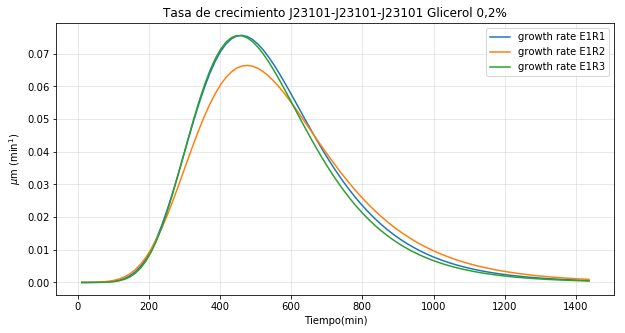 Tasa de crecimiento J23101-J23101-J23101 Glicerol 0,2%
growth rate E1R1
growth rate E1R2
growth rate E1R3
μm (min¹)
0.07
0.06
0.05
0.04
0.03
0.02
0.01
0.00
0 200 400 600 800 1000 1200 1400
Tiempo(min)